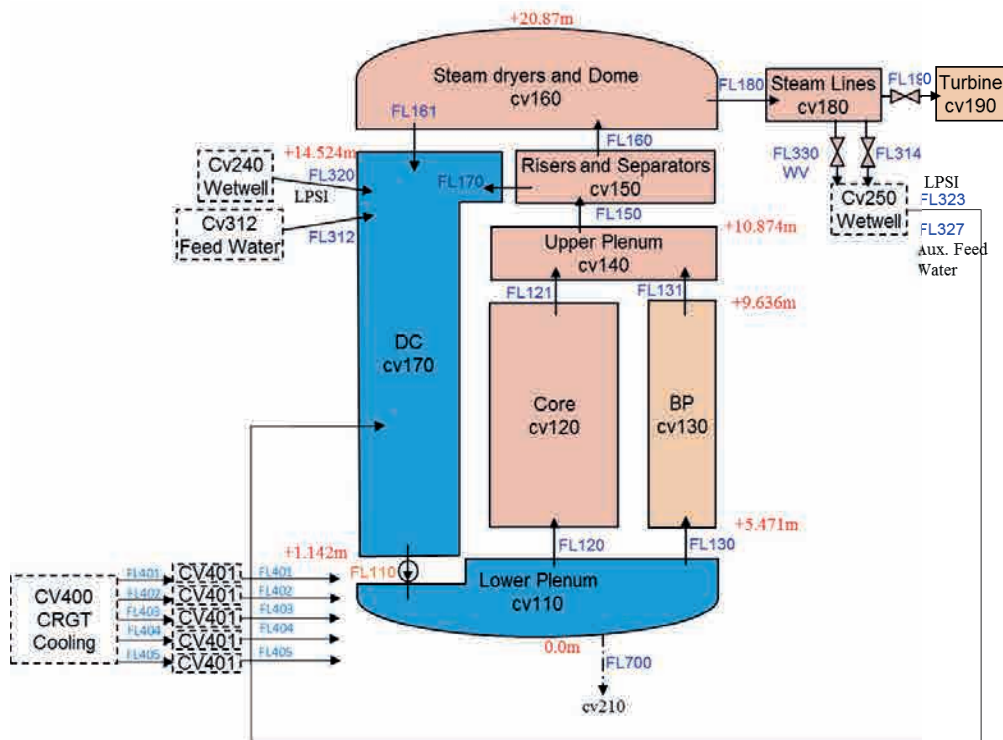 +20.87m
Steam dryers and Dome
cv160
FL180
Steam Lines
cv180
FL190
Turbine
cv190
FL161
FL160
+14.524m
Cv240
Wetwell
FL320
LPSI
FL170
Risers and Separators
cv150
FL330
WV
FL314
Cv250
Wetwell
LPSI
FL323
FL327
Aux. Feed
Water
Cv312
Feed Water
FL312
FL150
+10.874m
Upper Plenum
cv140
FL121
FL131
+9.636m
DC
cv170
Core
cv120
BP
cv130
+5.471m
+1.142m
FL120
FL130
FL110
Lower Plenum
cv110
CV400
CRGT
Cooling
FL401
CV401
FL401
FL402
CV401
FL402
FL403
CV401
FL403
FL404
CV401
FL404
FL405
CV401
FL405
0.0m
FL700
cv210